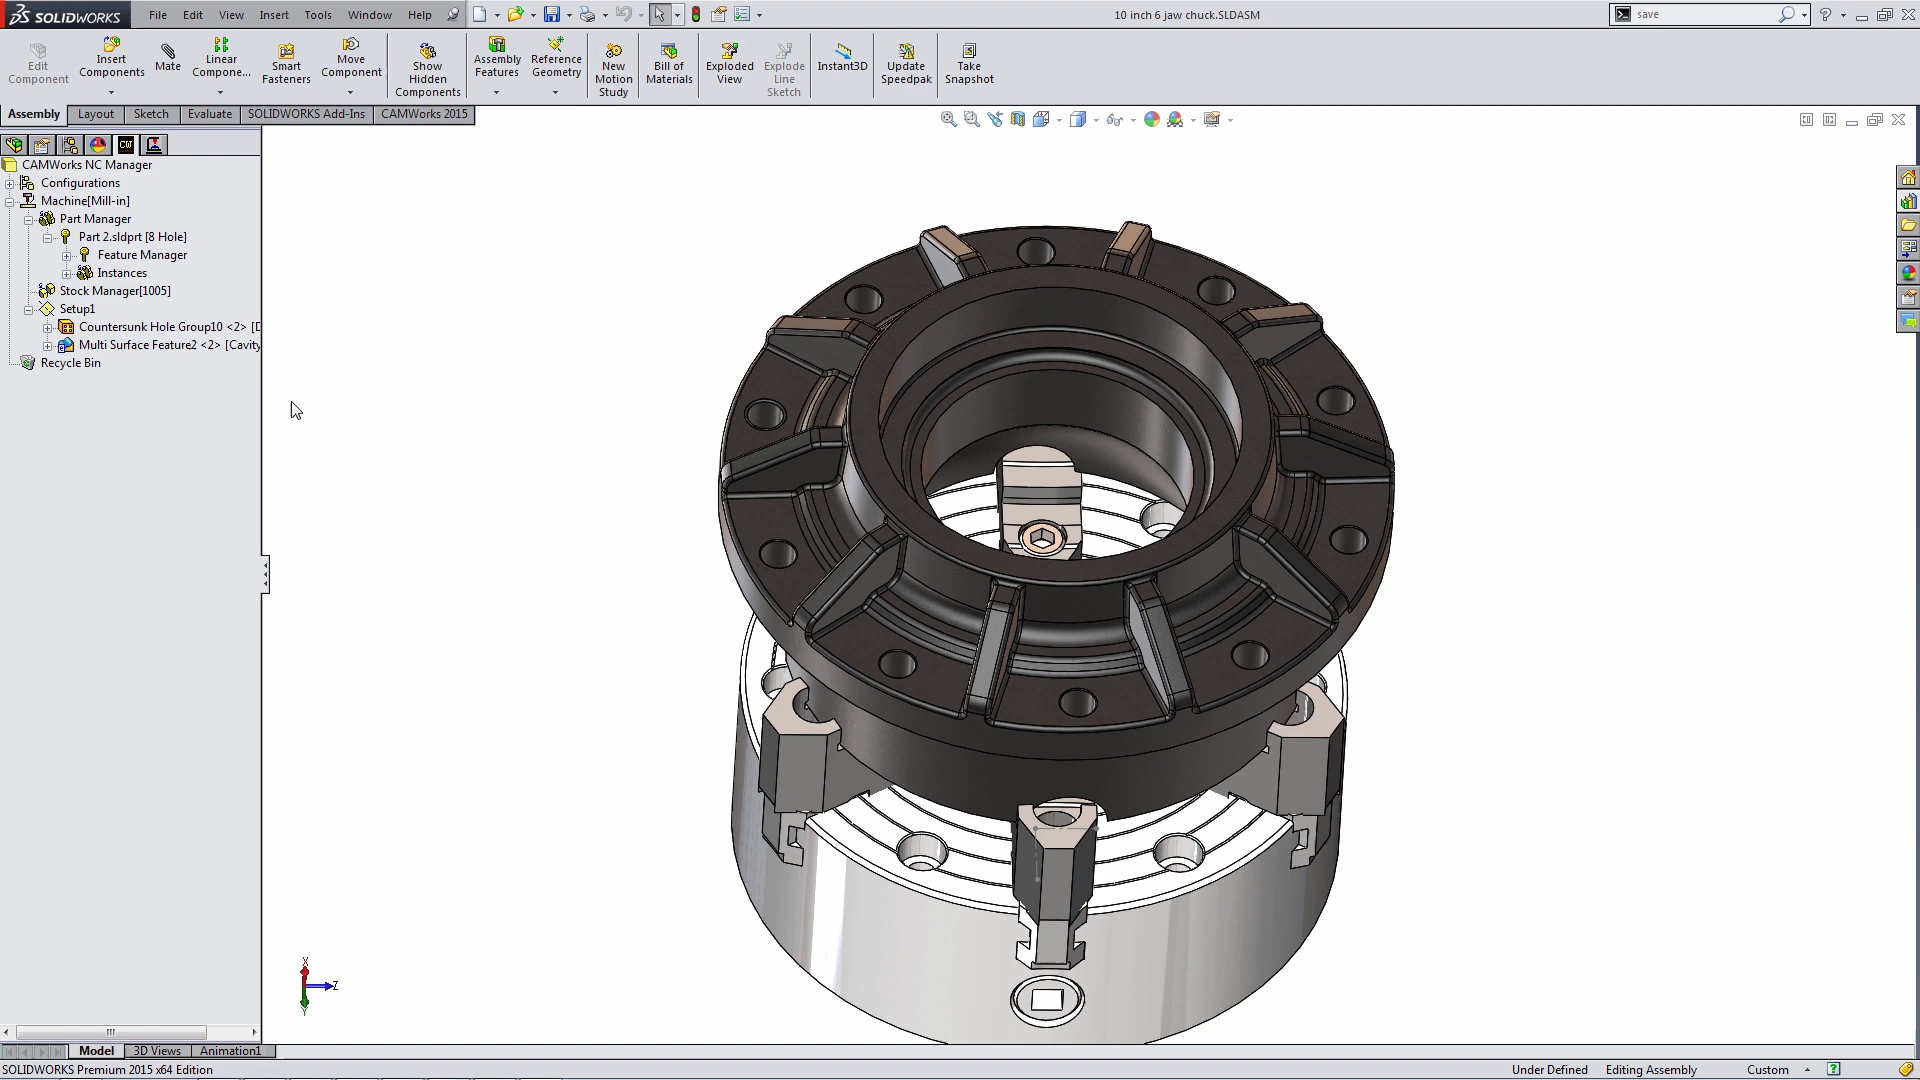 SOLIDWORKS File Edit View Insert Tools Window Help 10 inch 6 jaw chuck.SLDASM save
Edit Component
Insert Components
Mate
Linear Compone...
Smart Fasteners
Move Component
Show Hidden Components
Assembly Features
Reference Geometry
New Motion Study
Bill of Materials
Exploded View
Explode Line Sketch
Instant3D
Update Speedpak
Take Snapshot
Assembly Layout Sketch Evaluate SOLIDWORKS Add-Ins CAMWorks 2015
CW
CAMWorks NC Manager
Configurations
Machine[Mill-in]
Part Manager
Part 2.sldprt [8 Hole]
Feature Manager
Instances
Stock Manager[1005]
Setup1
Countersunk Hole Group10 <2> [D
Multi Surface Feature2 <2> [Cavity
Recycle Bin
X
Z
Y
Model 3D Views Animation1
SOLIDWORKS Premium 2015 x64 Edition Under Defined Editing Assembly Custom